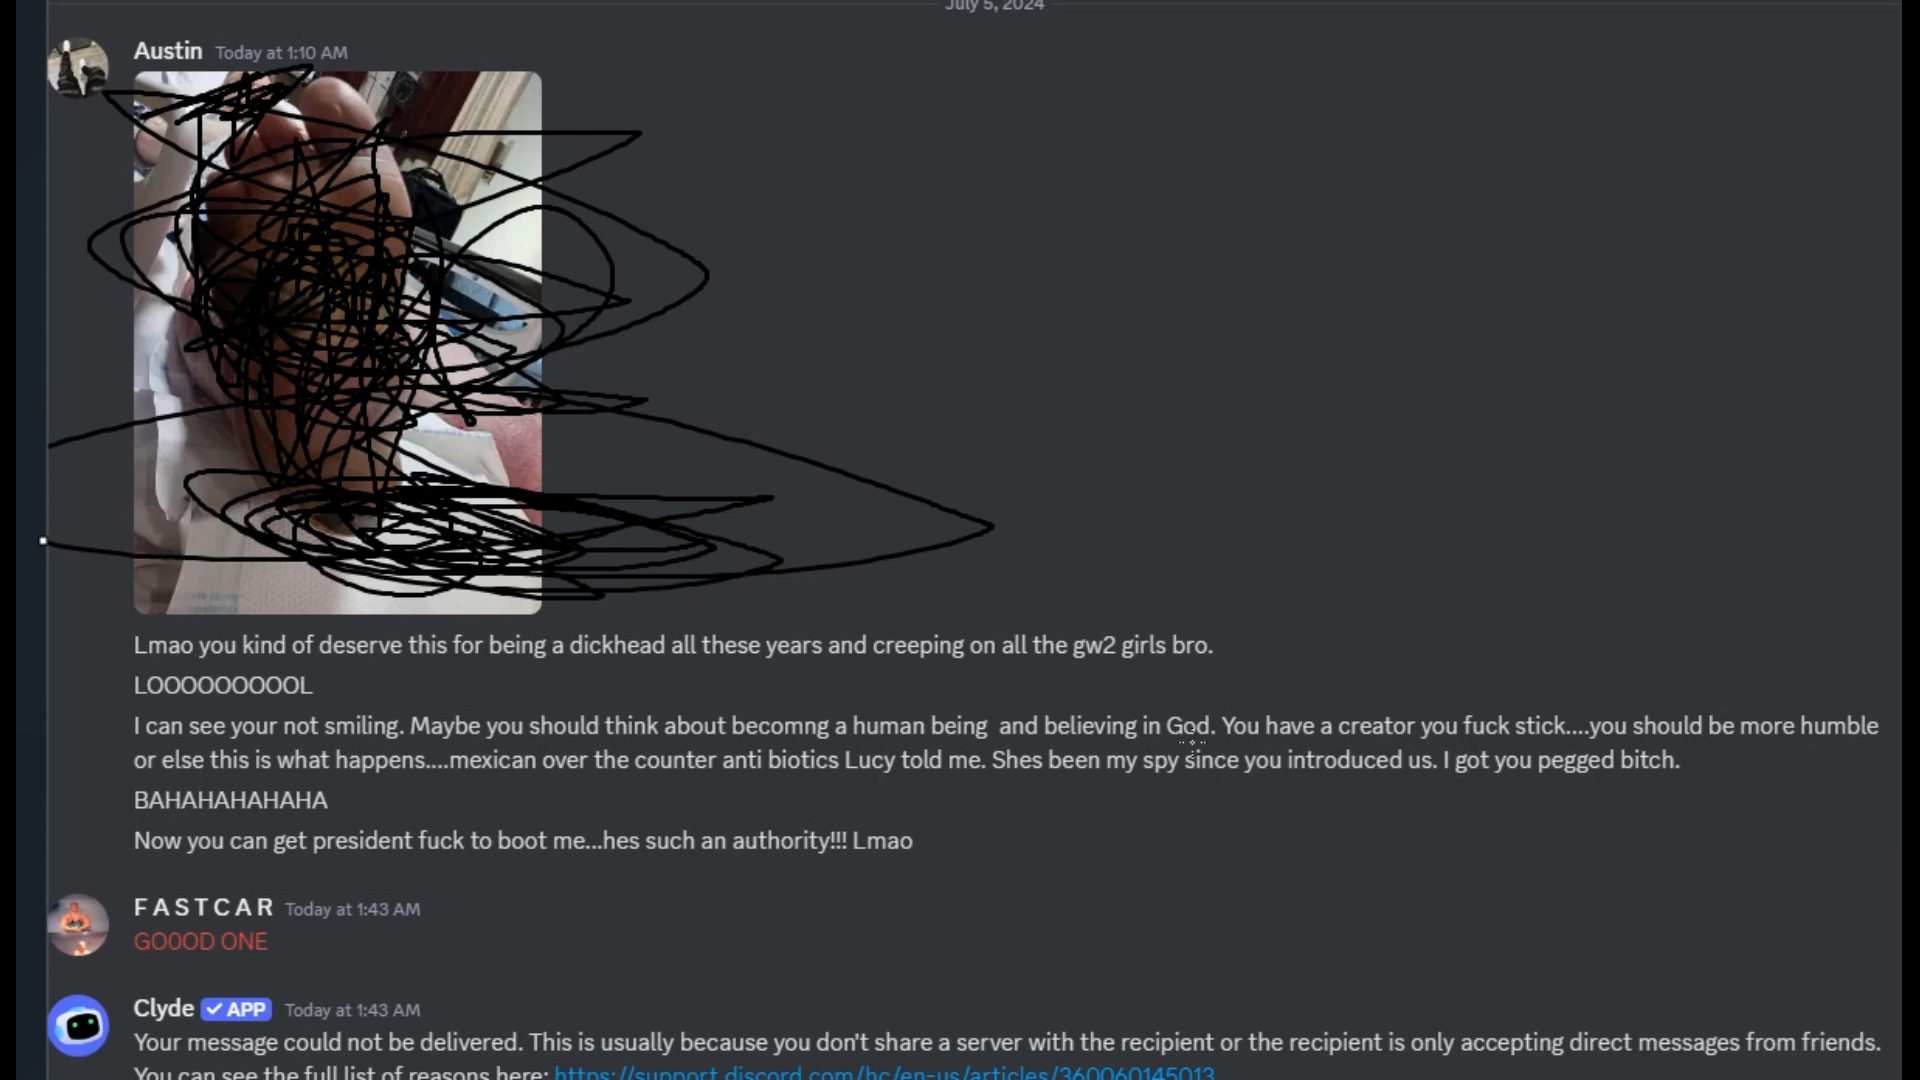 July 5, 2024
Austin Today at 1:10 AM
Lmao you kind of deserve this for being a dickhead all these years and creeping on all the gw2 girls bro.
LOOOOOOOOOL
I can see your not smiling. Maybe you should think about becomng a human being  and believing in God. You have a creator you fuck stick....you should be more humble
or else this is what happens....mexican over the counter anti biotics Lucy told me. Shes been my spy since you introduced us. I got you pegged bitch.
BAHAHAHAHAHA
Now you can get president fuck to boot me...hes such an authority!!! Lmao
F A S T C A R Today at 1:43 AM
GO0OD ONE
Clyde ✓ APP Today at 1:43 AM
Your message could not be delivered. This is usually because you don't share a server with the recipient or the recipient is only accepting direct messages from friends.
You can see the full list of reasons here: https://support.discord.com/hc/en-us/articles/360060145013